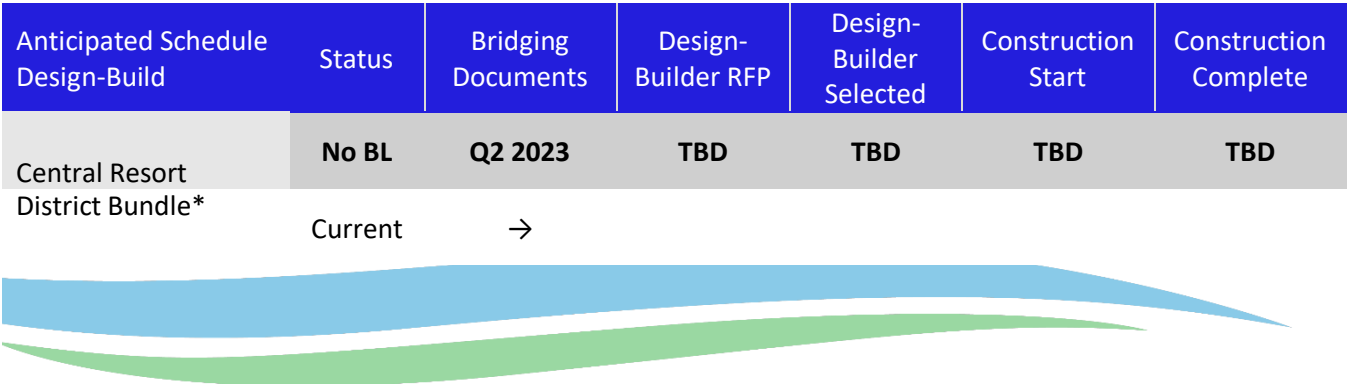 Anticipated Schedule
Design-Build
Status
Bridging
Documents
Design-
Builder RFP
Design-
Builder
Selected
Construction
Start
Construction
Complete
Central Resort
District Bundle*
No BL
Q2 2023
TBD
TBD
TBD
TBD
Current
→